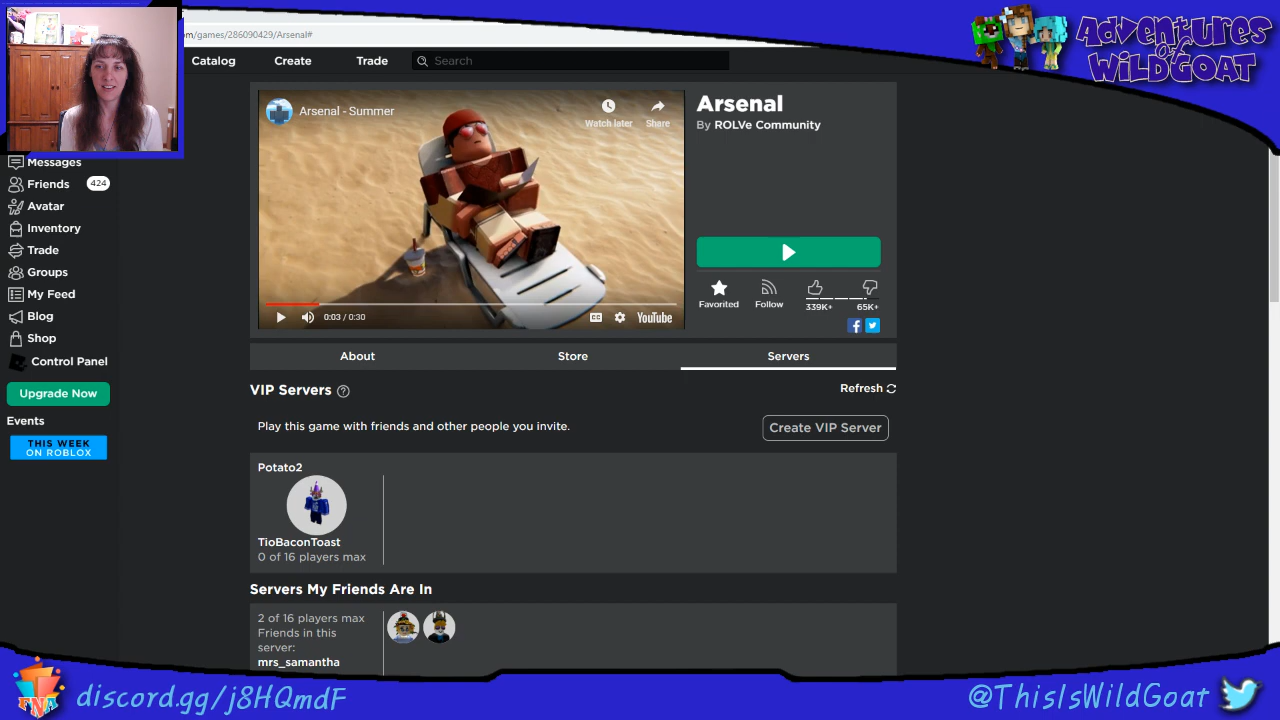 m/games/286090429/Arsenal#
Adventures
of
WildGoat
Catalog
Create
Trade
Search
Messages
Friends
424
Avatar
Inventory
Trade
Groups
My Feed
Blog
Shop
Control Panel
Upgrade Now
Events
THIS WEEK
ON ROBLOX
Arsenal - Summer
Watch later
Share
0:03 / 0:30
CC
YouTube
Arsenal
By ROLVe Community
Favorited
Follow
339K+
65K+
About
Store
Servers
VIP Servers
Refresh
Play this game with friends and other people you invite.
Create VIP Server
Potato2
TioBaconToast
0 of 16 players max
Servers My Friends Are In
2 of 16 players max
Friends in this
server:
mrs_samantha
FNA
discord.gg/j8HQmdF
@ThisIsWildGoat